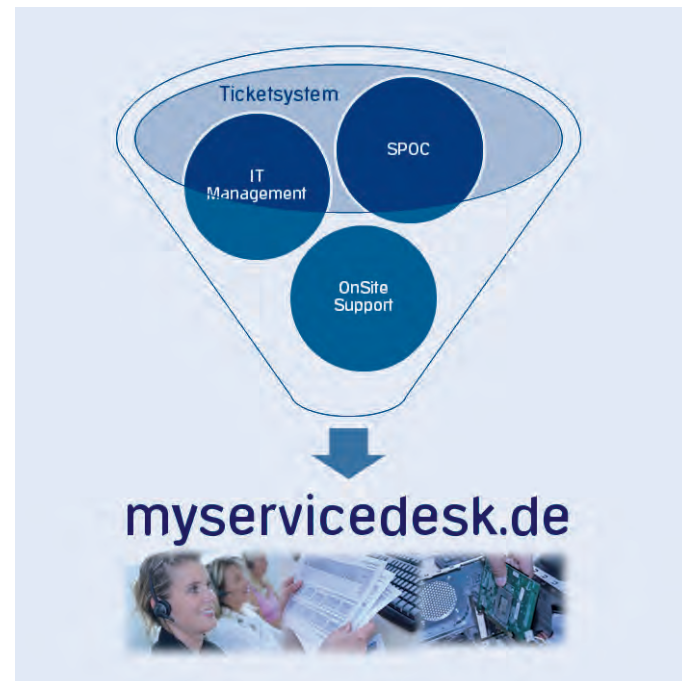 Ticketsystem
SPOC
IT
Management
OnSite
Support
myservicedesk.de